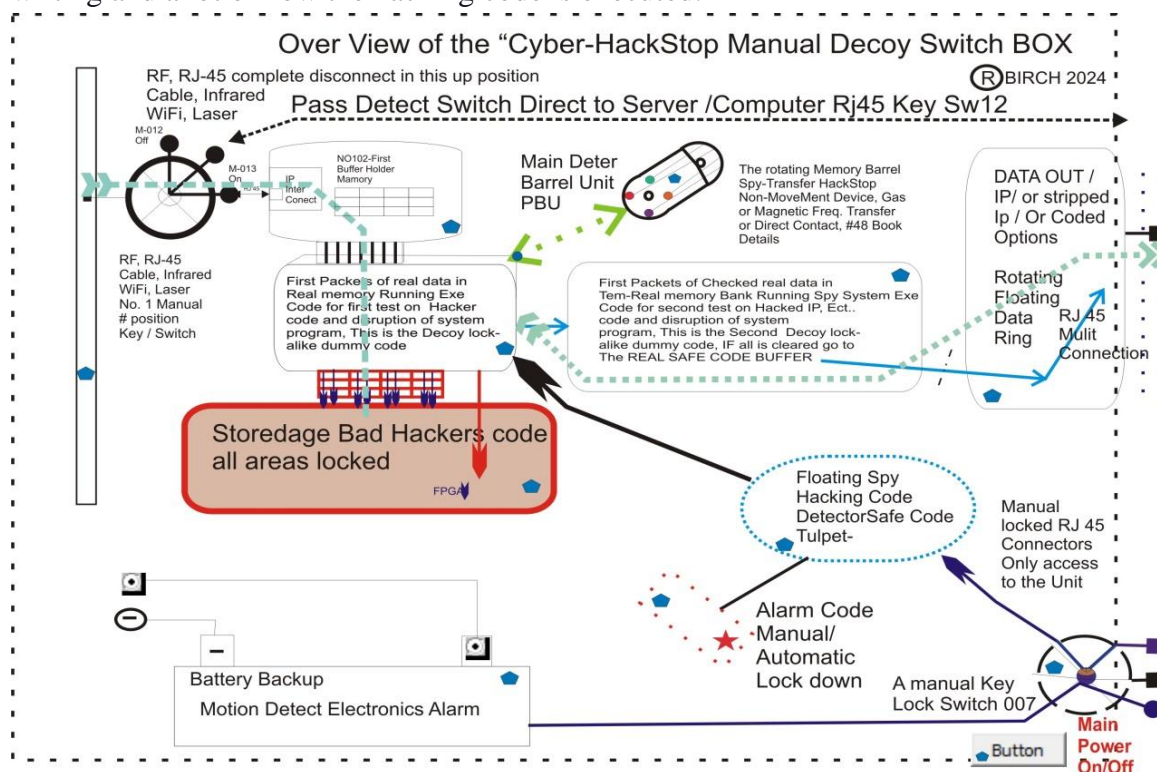 Over View of the “Cyber-HackStop Manual Decoy Switch BOX
R BIRCH 2024
RF, RJ-45 complete disconnect in this up position
Cable, Infrared
WiFi, Laser
Pass Detect Switch Direct to Server /Computer Rj45 Key Sw12
M-012
Off
M-013
On
IP
Inter
Conect
NO102-First
Buffer Holder
Mamory
Main Deter
Barrel Unit
PBU
The rotating Memory Barrel
Spy-Transfer HackStop
Non-MoveMent Device, Gas
or Magnetic Freq. Transfer
or Direct Contact, #48 Book
Details
DATA OUT /
IP/ or stripped
Ip / Or Coded
Options
Rotating
Floating
Data
Ring
RJ 45
Mulit
Connection
RF, RJ-45
Cable, Infrared
WiFi, Laser
No. 1 Manual
# position
Key / Switch
First Packets of real data in
Real memory Running Exe
Code for first test on Hacker
code and disruption of system
program, This is the Decoy lock-
alike dummy code
First Packets of Checked real data in
Tem-Real memory Bank Running Spy System Exe
Code for second test on Hacked IP, Ect..
code and disruption of system
program, This is the Second Decoy lock-
alike dummy code, IF all is cleared go to
The REAL SAFE CODE BUFFER
Storedage Bad Hackers code
all areas locked
FPGA
Floating Spy
Hacking Code
DetectorSafe Code
Tulpet-
Manual
locked RJ 45
Connectors
Only access
to the Unit
Alarm Code
Manual/
Automatic
Lock down
A manual Key
Lock Switch 007
Battery Backup
Motion Detect Electronics Alarm
Button
Main
Power
On/Off